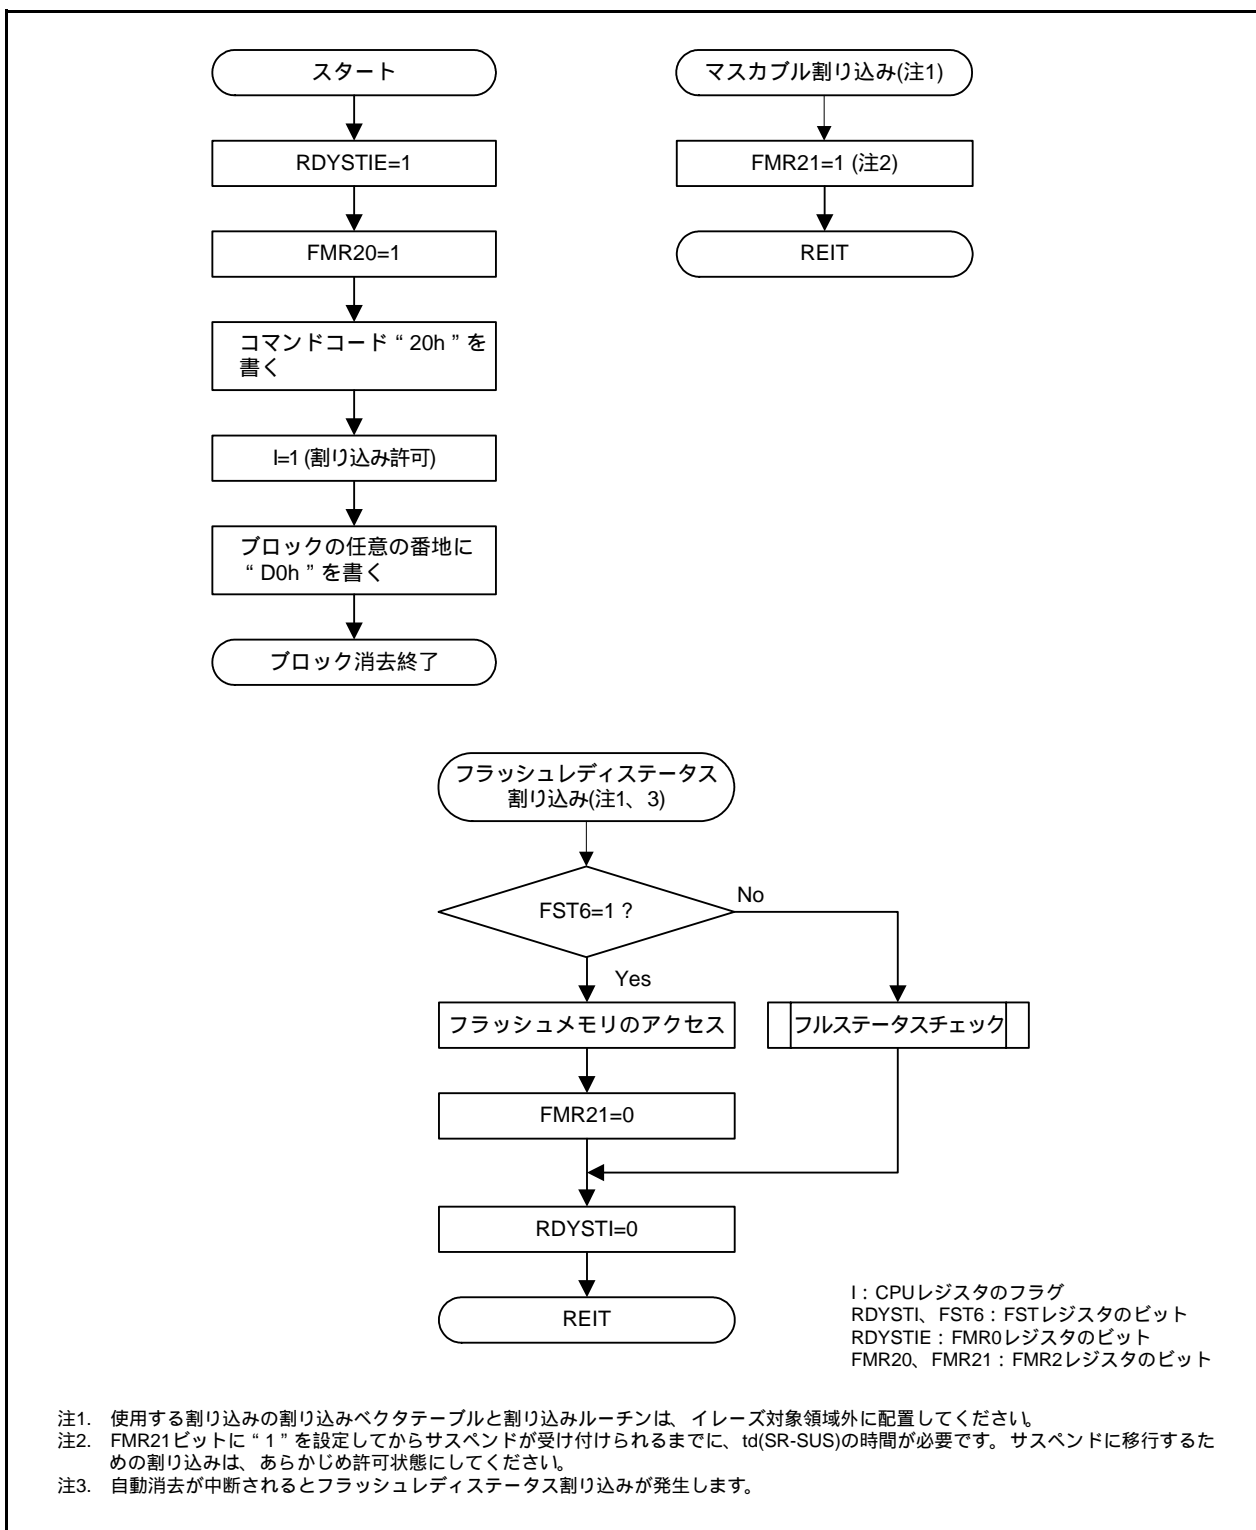 スタート
RDYSTIE=1
FMR20=1
コマンドコード“20h”を
書く
I=1 (割り込み許可)
ブロックの任意の番地に
“D0h”を書く
ブロック消去終了
マスカブル割り込み(注1)
FMR21=1 (注2)
REIT
フラッシュレディステータス
割り込み(注1、3)
FST6=1 ?
No
Yes
フラッシュメモリのアクセス
フルステータスチェック
FMR21=0
RDYSTI=0
REIT
I : CPUレジスタのフラグ
RDYSTI、FST6 : FSTレジスタのビット
RDYSTIE : FMR0レジスタのビット
FMR20、FMR21 : FMR2レジスタのビット
注1. 使用する割り込みの割り込みベクタテーブルと割り込みルーチンは、イレーズ対象領域外に配置してください。
注2. FMR21ビットに“1”を設定してからサスペンドが受け付けられるまでに、td(SR-SUS)の時間が必要です。サスペンドに移行するた
めの割り込みは、あらかじめ許可状態にしてください。
注3. 自動消去が中断されるとフラッシュレディステータス割り込みが発生します。